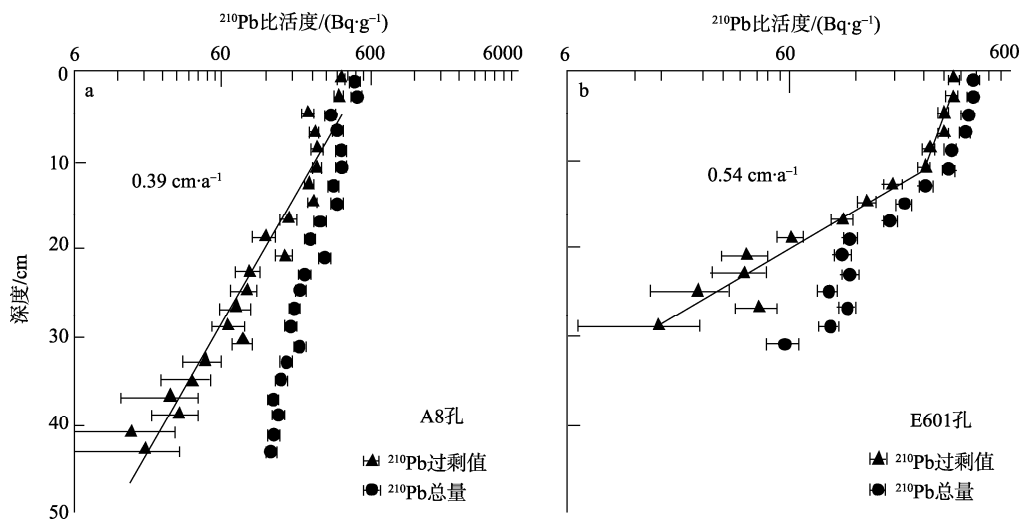 ²¹⁰Pb比活度/(Bq·g⁻¹)
6 60 600 6000
0
10
20
30
40
50
深度/cm
a
0.39 cm·a⁻¹
A8孔
²¹⁰Pb过剩值
²¹⁰Pb总量
²¹⁰Pb比活度/(Bq·g⁻¹)
6 60 600
b
0.54 cm·a⁻¹
E601孔
²¹⁰Pb过剩值
²¹⁰Pb总量